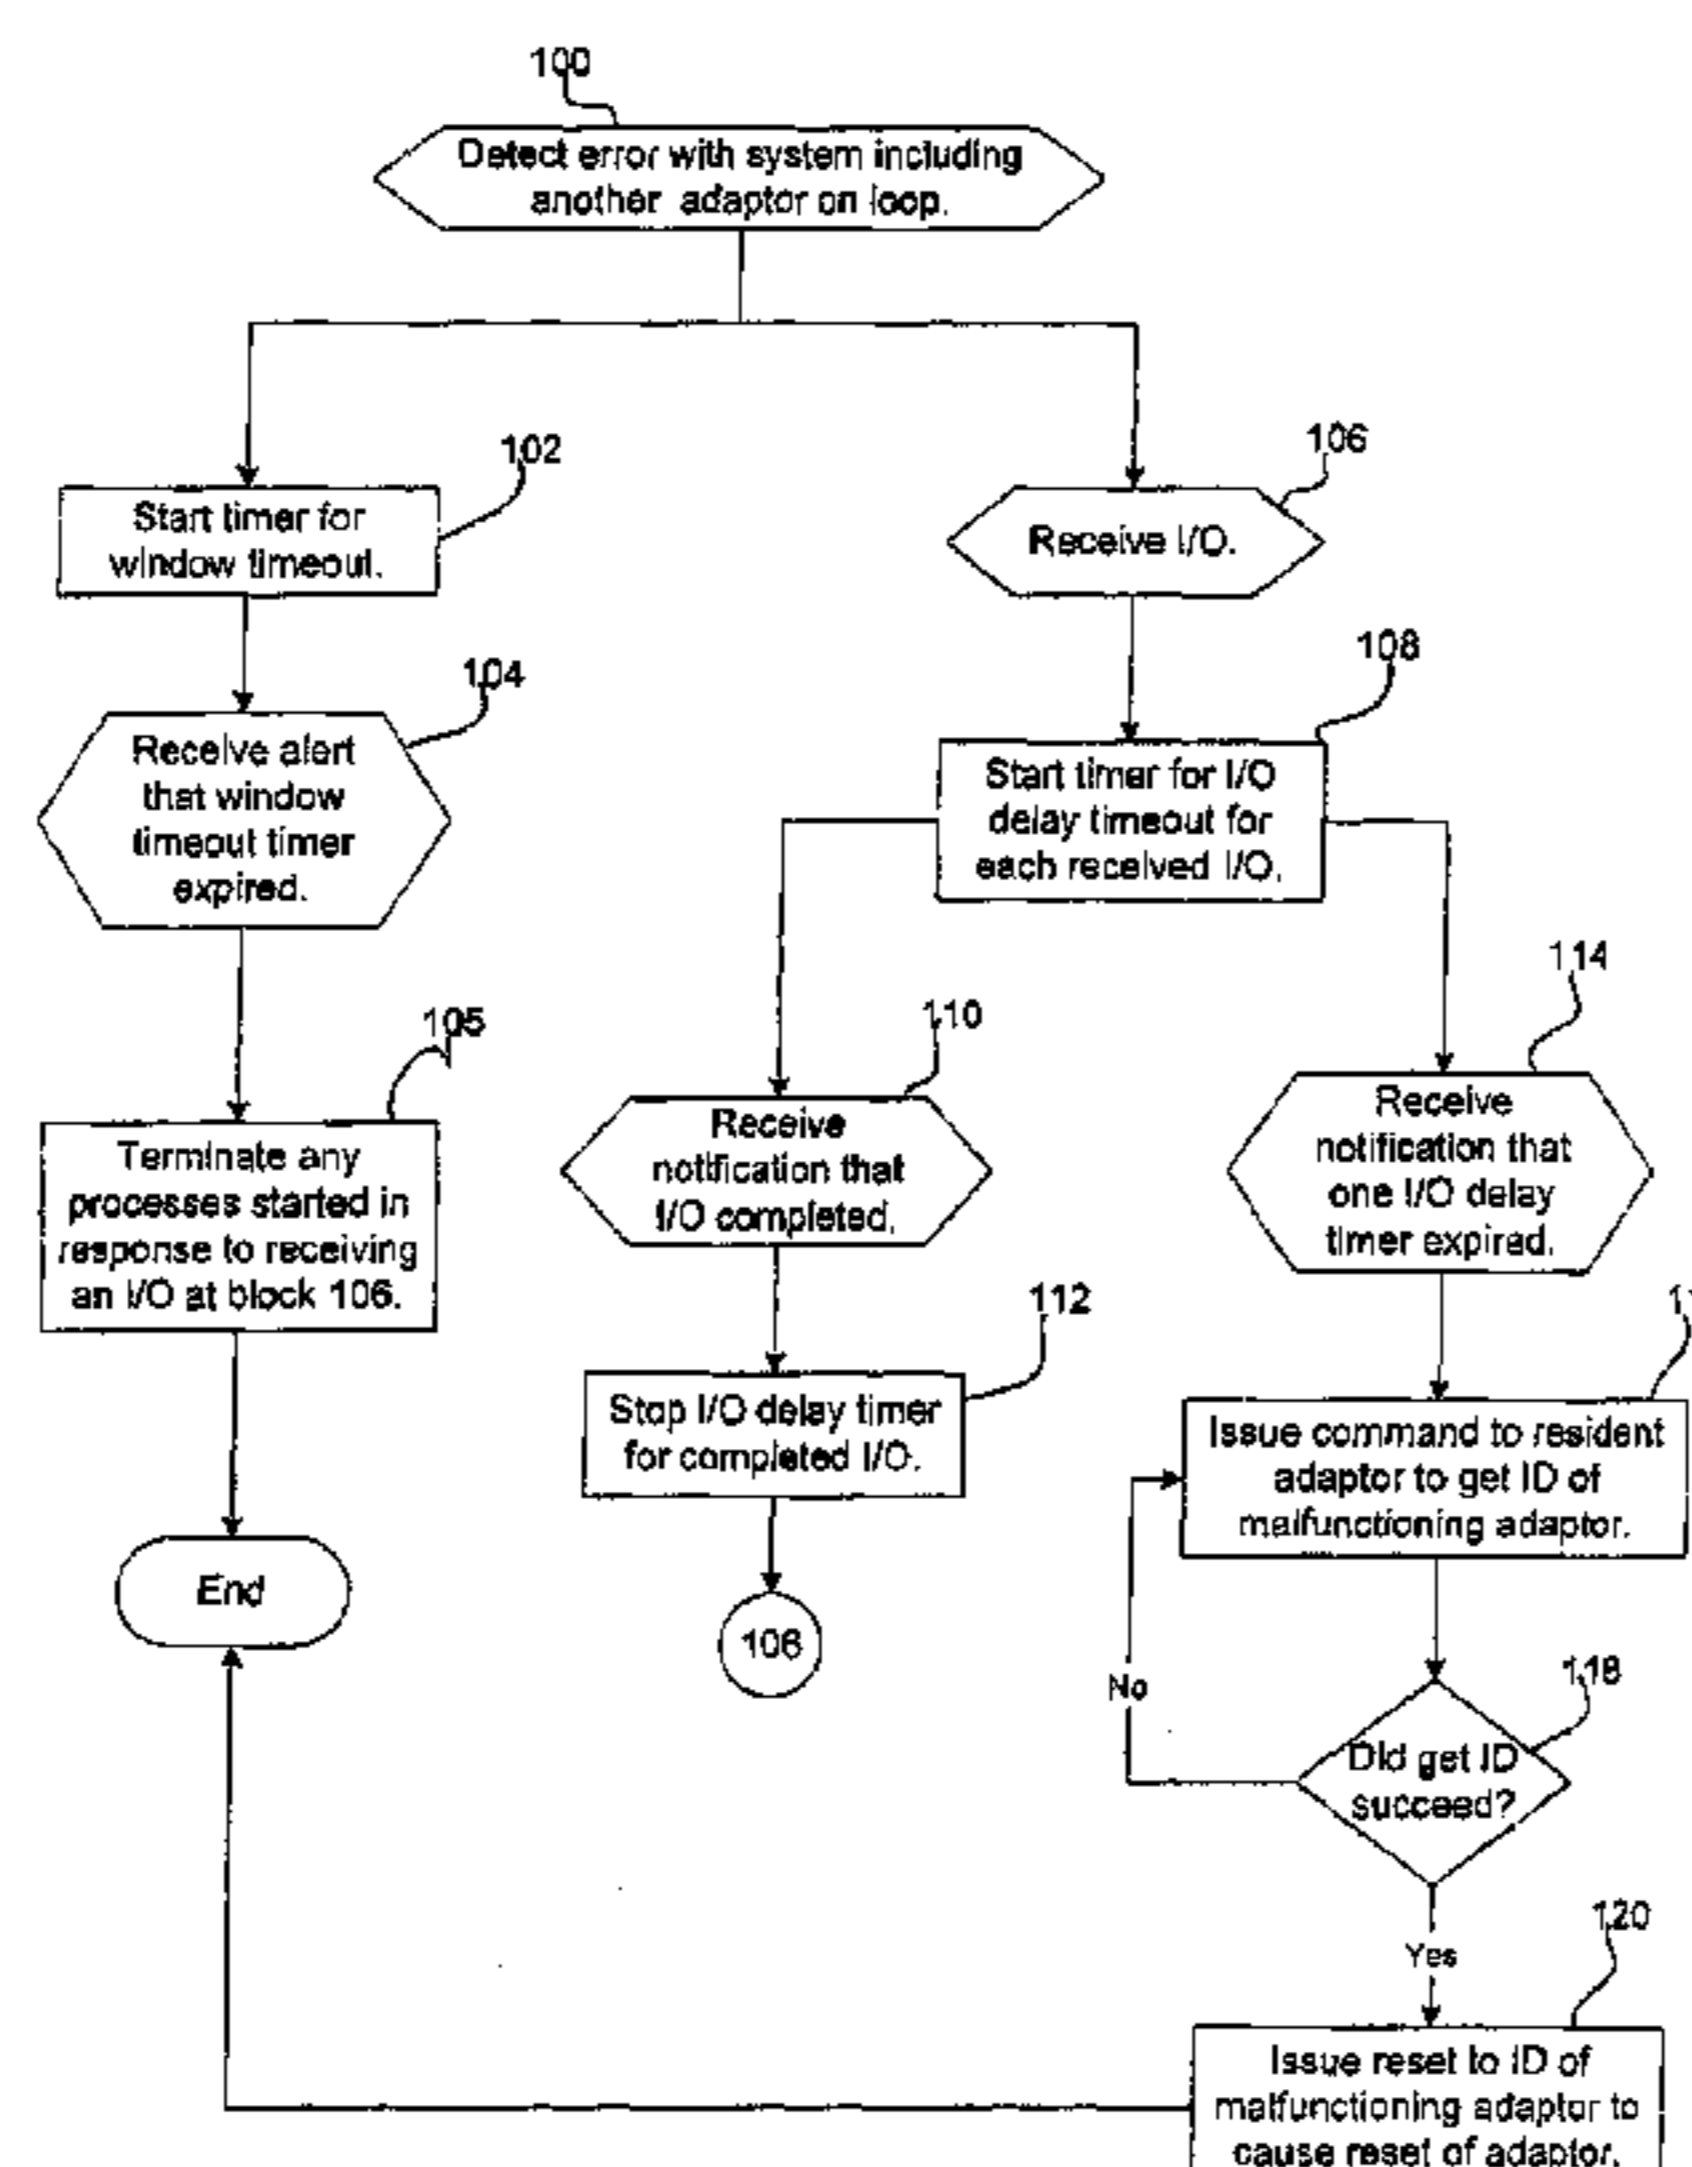 100
Detect error with system including
another adaptor on loop.
102
Start timer for
window timeout.
104
Receive alert
that window
timeout timer
expired.
105
Terminate any
processes started in
response to receiving
an I/O at block 106.
End
106
Receive I/O.
108
Start timer for I/O
delay timeout for
each received I/O.
110
Receive
notification that
I/O completed.
112
Stop I/O delay timer
for completed I/O.
106
114
Receive
notification that
one I/O delay
timer expired.
Issue command to resident
adaptor to get ID of
malfunctioning adaptor.
No
118
Did get ID
succeed?
Yes
120
Issue reset to ID of
malfunctioning adaptor to
cause reset of adaptor.